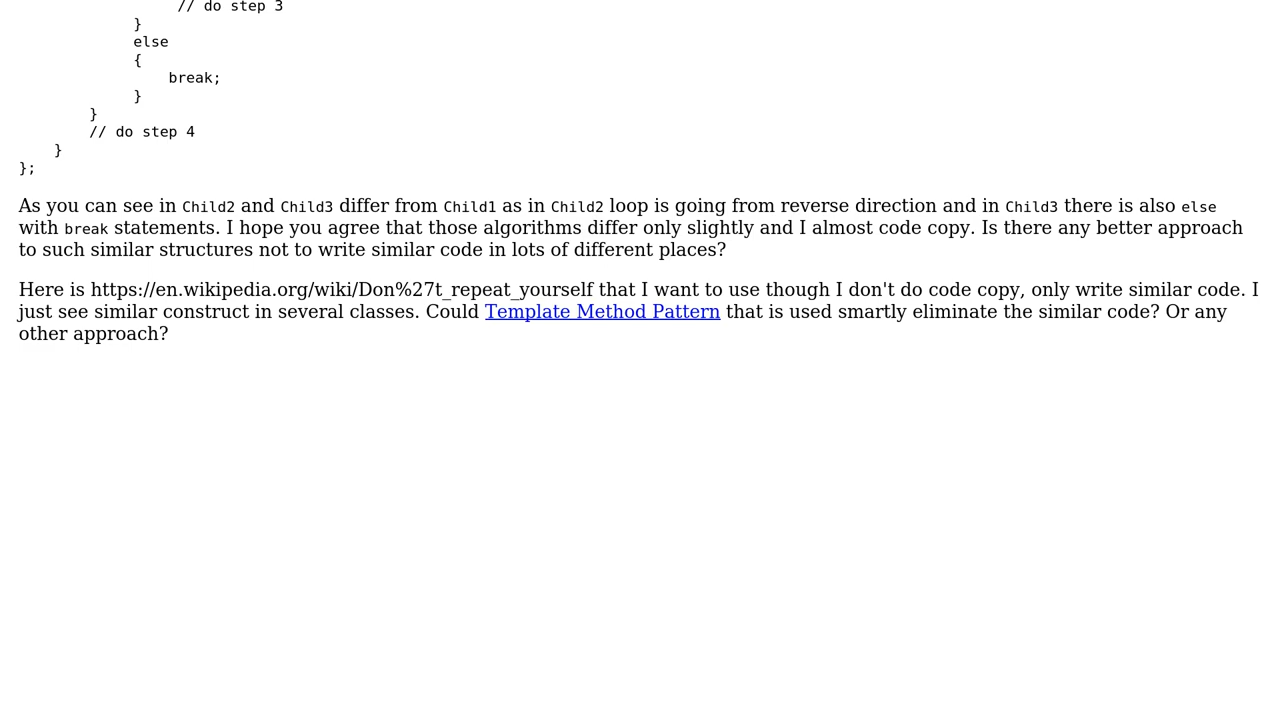 // do step 3
}
else
{
break;
}
}
// do step 4
}
};
As you can see in Child2 and Child3 differ from Child1 as in Child2 loop is going from reverse direction and in Child3 there is also else
with break statements. I hope you agree that those algorithms differ only slightly and I almost code copy. Is there any better approach
to such similar structures not to write similar code in lots of different places?
Here is https://en.wikipedia.org/wiki/Don%27t_repeat_yourself that I want to use though I don't do code copy, only write similar code. I
just see similar construct in several classes. Could Template Method Pattern that is used smartly eliminate the similar code? Or any
other approach?